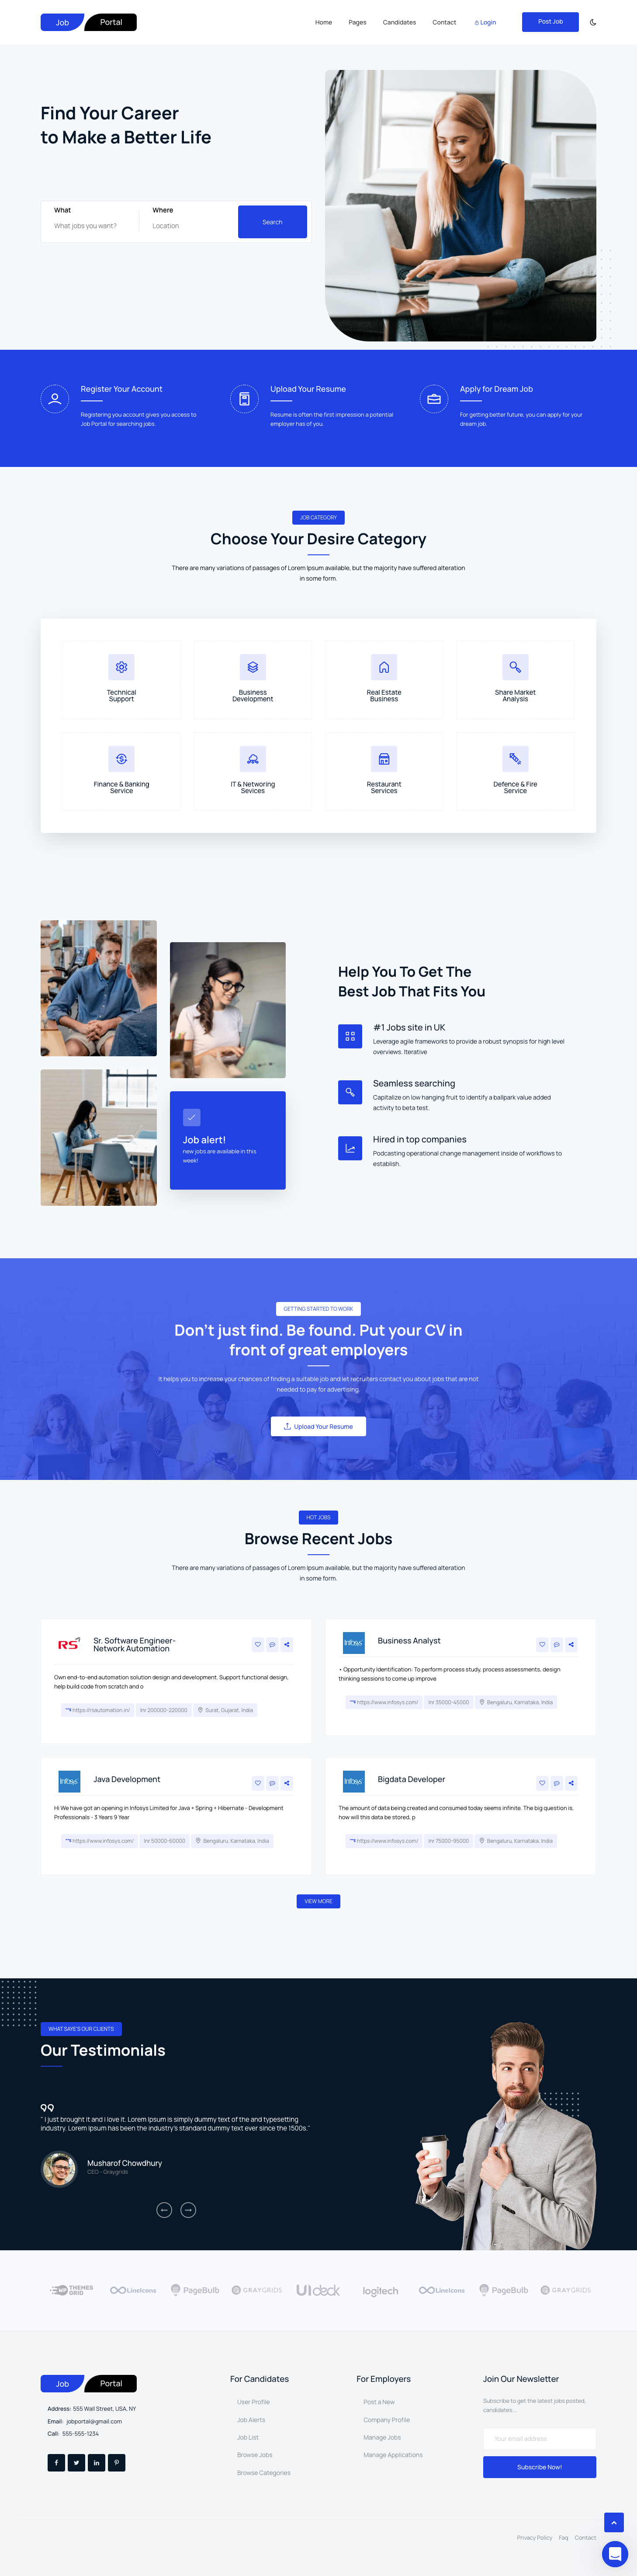 Job Portal
Home Pages Candidates Contact Login Post Job
Find Your Career
to Make a Better Life
What Where
What jobs you want? Location
Search
Register Your Account
Registering you account gives you access to
Job Portal for searching jobs.
Upload Your Resume
Resume is often the first impression a potential
employer has of you.
Apply for Dream Job
For getting better future, you can apply for your
dream job.
JOB CATEGORY
Choose Your Desire Category
There are many variations of passages of Lorem Ipsum available, but the majority have suffered alteration
in some form.
Technical
Support
Business
Development
Real Estate
Business
Share Market
Analysis
Finance & Banking
Service
IT & Networing
Sevices
Restaurant
Services
Defence & Fire
Service
Job alert!
new jobs are available in this
week!
Help You To Get The
Best Job That Fits You
#1 Jobs site in UK
Leverage agile frameworks to provide a robust synopsis for high level
overviews. Iterative
Seamless searching
Capitalize on low hanging fruit to identify a ballpark value added
activity to beta test.
Hired in top companies
Podcasting operational change management inside of workflows to
establish.
GETTING STARTED TO WORK
Don't just find. Be found. Put your CV in
front of great employers
It helps you to increase your chances of finding a suitable job and let recruiters contact you about jobs that are not
needed to pay for advertising.
Upload Your Resume
HOT JOBS
Browse Recent Jobs
There are many variations of passages of Lorem Ipsum available, but the majority have suffered alteration
in some form.
RS
Sr. Software Engineer-
Network Automation
Own end-to-end automation solution design and development. Support functional design,
help build code from scratch and o
https://rsautomation.in/ Inr 200000-220000 Surat, Gujarat, India
Infosys
Business Analyst
• Opportunity Identification: To perform process study, process assessments, design
thinking sessions to come up improve
https://www.infosys.com/ Inr 35000-45000 Bengaluru, Karnataka, India
Infosys
Java Development
Hi We have got an opening in Infosys Limited for Java + Spring + Hibernate - Development
Professionals - 3 Years 9 Year
https://www.infosys.com/ Inr 50000-60000 Bengaluru, Karnataka, India
Infosys
Bigdata Developer
The amount of data being created and consumed today seems infinite. The big question is,
how will this data be stored, p
https://www.infosys.com/ Inr 75000-95000 Bengaluru, Karnataka, India
VIEW MORE
WHAT SAYE'S OUR CLIENTS
Our Testimonials
" I just brought it and i love it. Lorem Ipsum is simply dummy text of the and typesetting
industry. Lorem Ipsum has been the industry's standard dummy text ever since the 1500s."
Musharof Chowdhury
CEO - Graygrids
WP THEMES GRID LineIcons PageBulb GRAYGRIDS UIdeck logitech LineIcons PageBulb GRAYGRIDS
Job Portal
Address: 555 Wall Street, USA, NY
Email: jobportal@gmail.com
Call: 555-555-1234
For Candidates
User Profile
Job Alerts
Job List
Browse Jobs
Browse Categories
For Employers
Post a New
Company Profile
Manage Jobs
Manage Applications
Join Our Newsletter
Subscribe to get the latest jobs posted,
candidates...
Your email address
Subscribe Now!
Privacy Policy Faq Contact